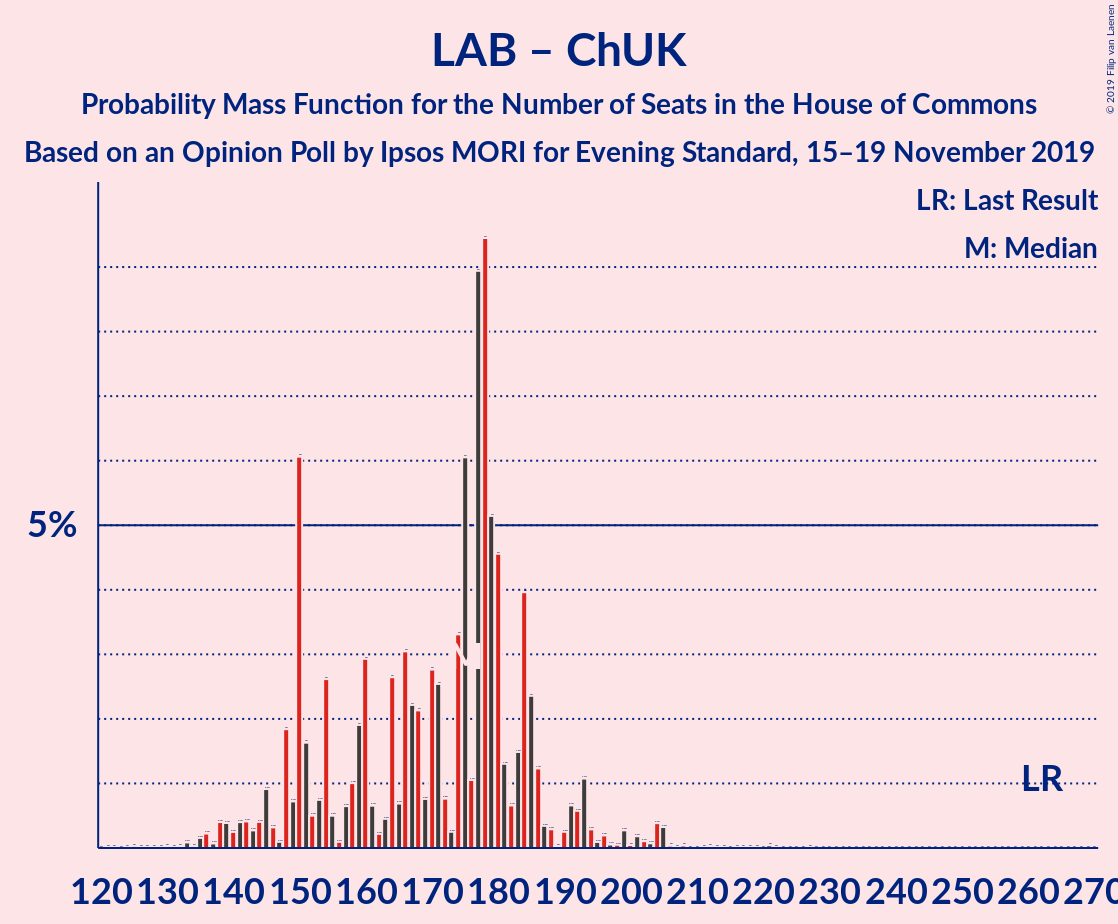 LAB – ChUK
Probability Mass Function for the Number of Seats in the House of Commons
Based on an Opinion Poll by Ipsos MORI for Evening Standard, 15–19 November 2019
© 2019 Filip van Laenen
LR: Last Result
M: Median
5%
LR
120 130 140 150 160 170 180 190 200 210 220 230 240 250 260 270